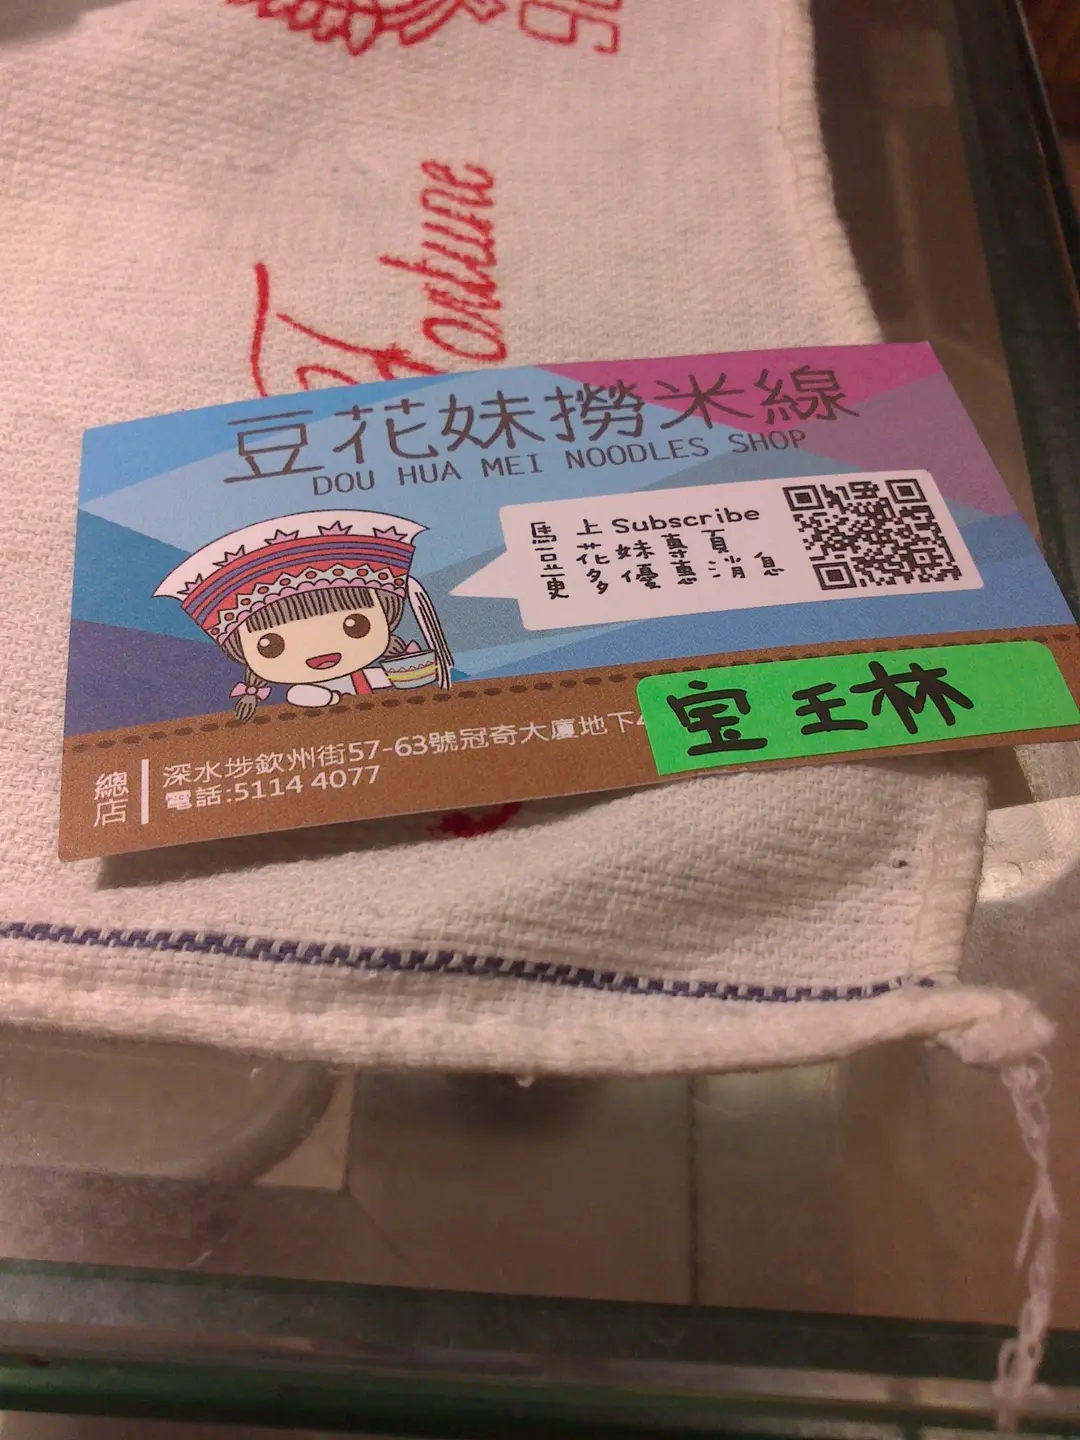 Fortune
豆花妹撈米線
DOU HUA MEI NOODLES SHOP
馬上Subscribe
豆花妹專頁
更多優惠消息
總店
深水埗欽州街57-63號冠奇大廈地下4
電話:5114 4077
宝王林